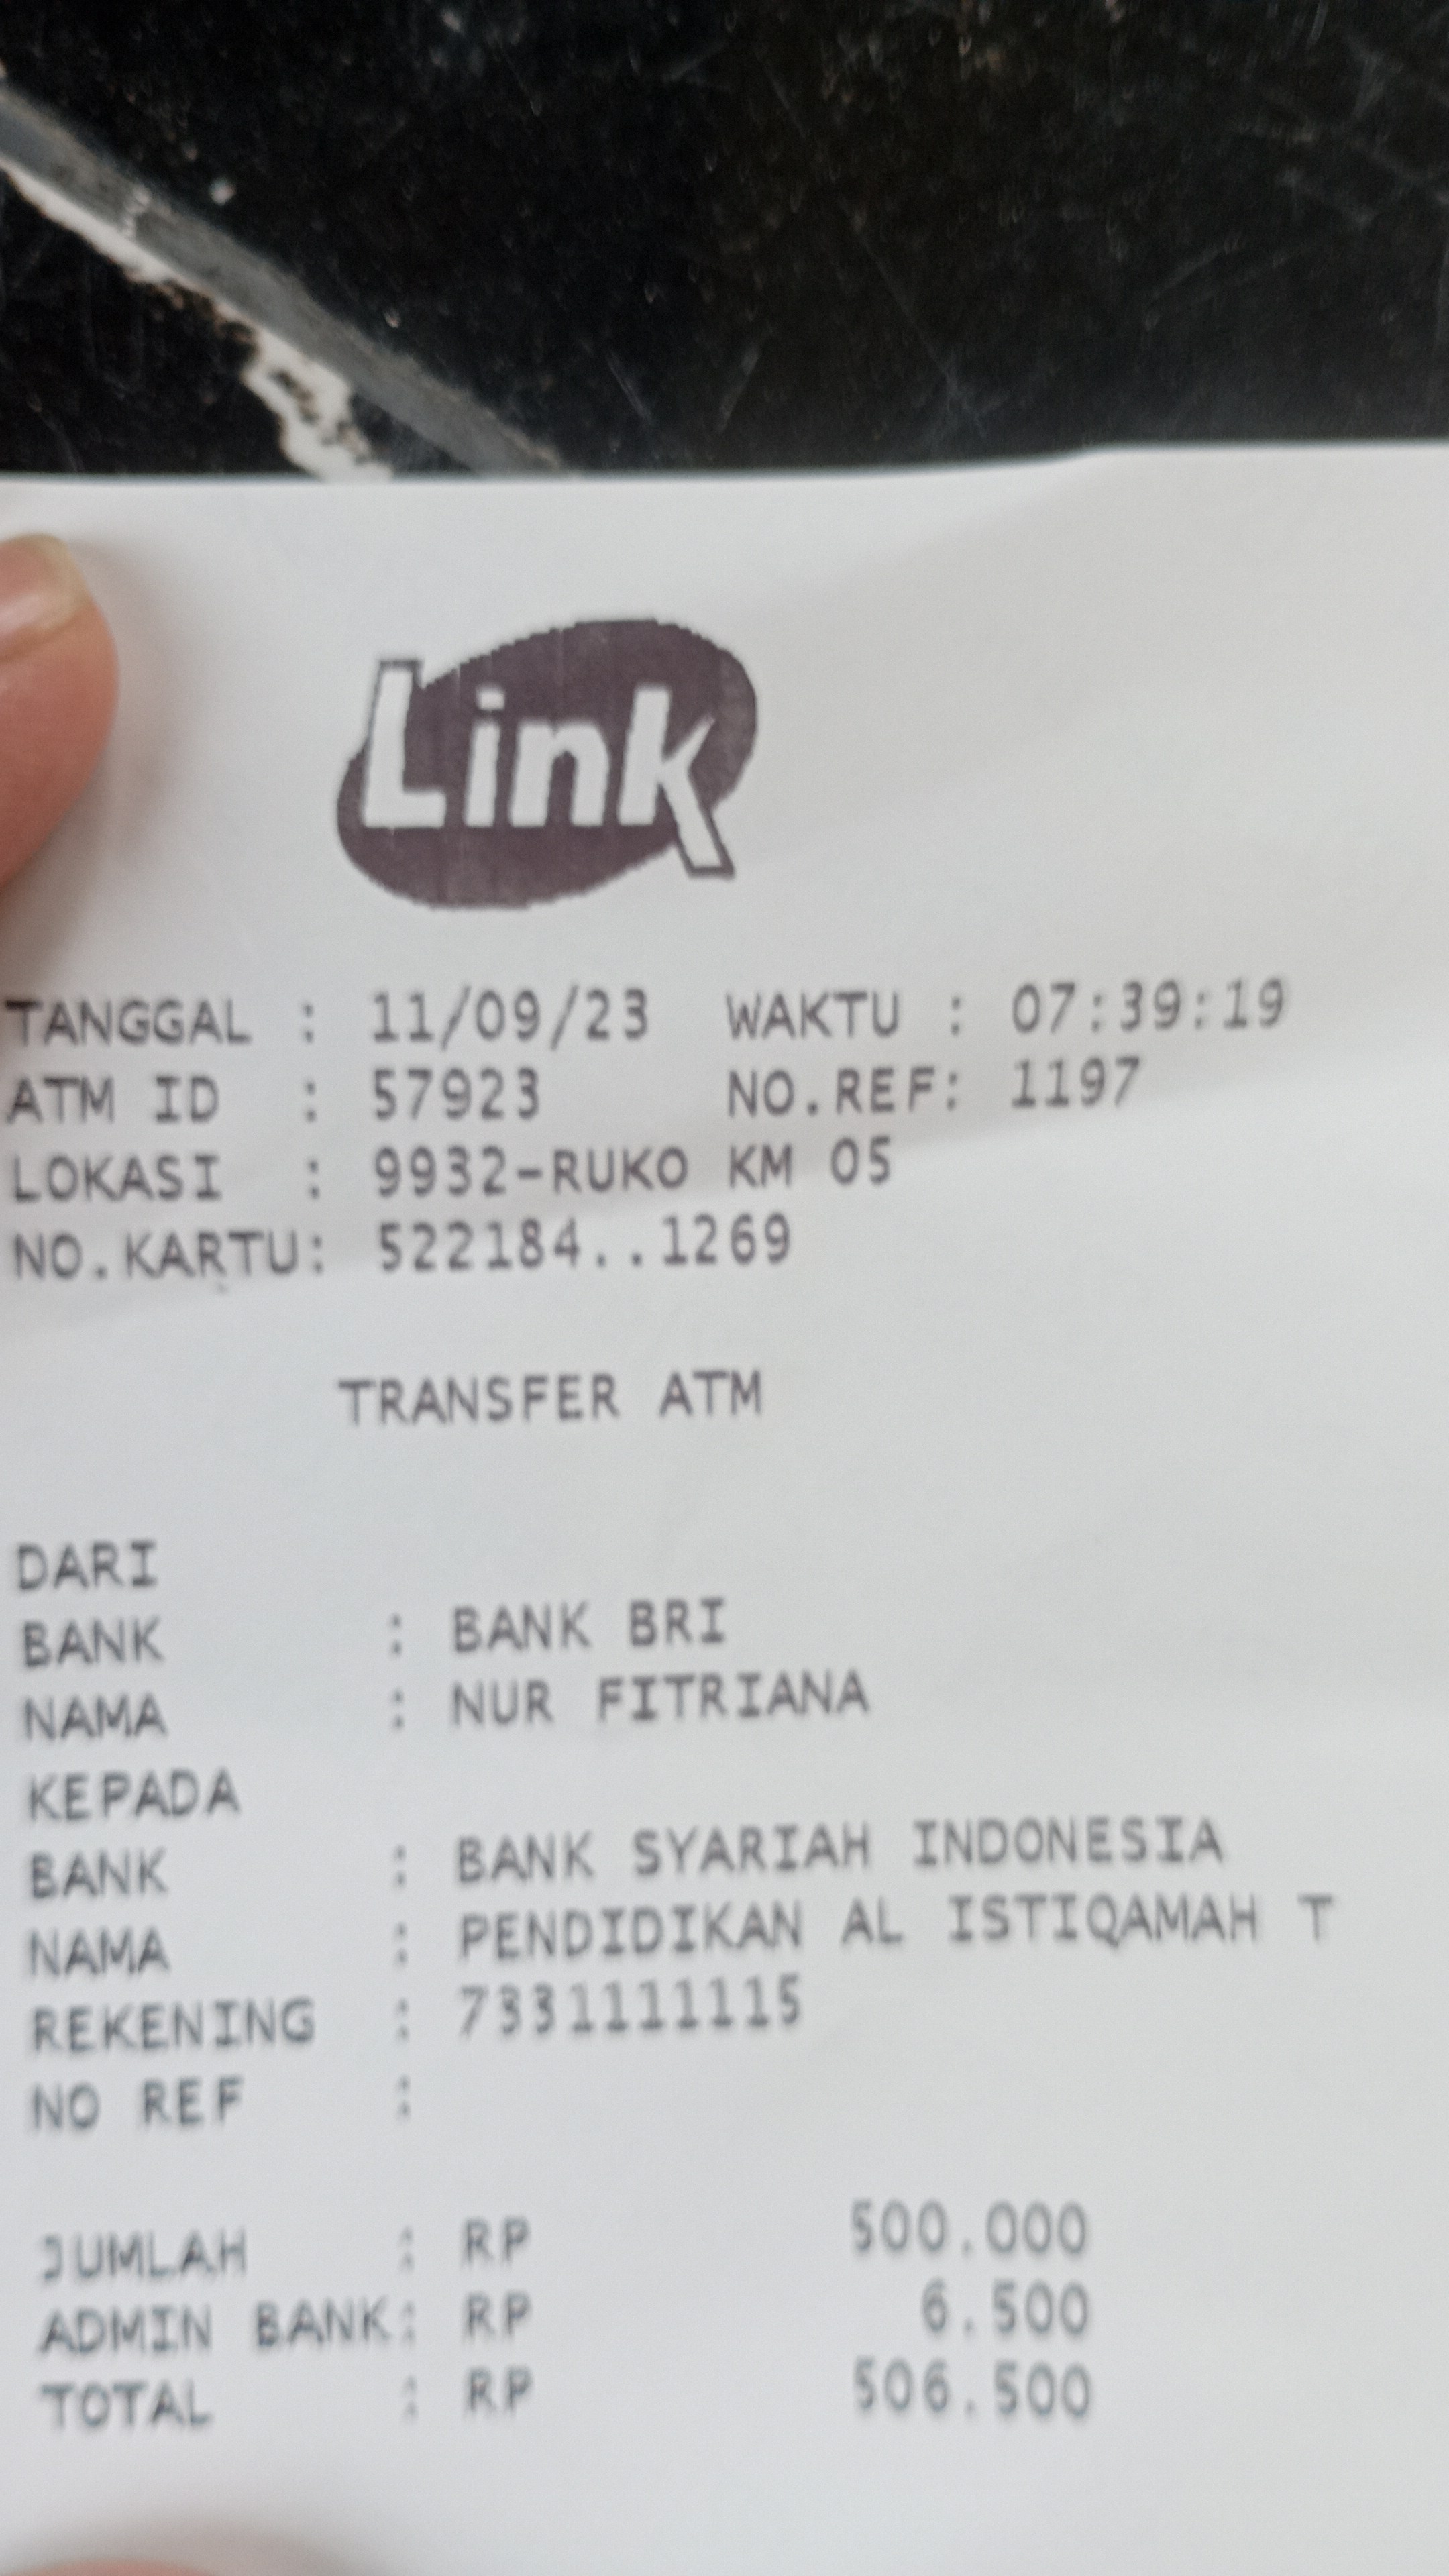 Link
TANGGAL : 11/09/23 WAKTU : 07:39:19
ATM ID : 57923 NO.REF: 1197
LOKASI : 9932-RUKO KM 05
NO.KARTU: 522184..1269
TRANSFER ATM
DARI
BANK : BANK BRI
NAMA : NUR FITRIANA
KEPADA
BANK : BANK SYARIAH INDONESIA
NAMA : PENDIDIKAN AL ISTIQAMAH T
REKENING : 7331111115
NO REF :
JUMLAH : RP 500.000
ADMIN BANK: RP 6.500
TOTAL : RP 506.500